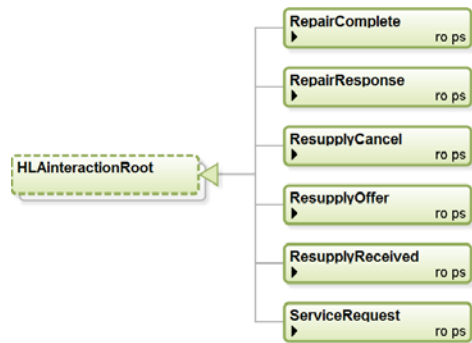 RepairComplete
ro ps
RepairResponse
ro ps
ResupplyCancel
ro ps
HLAinteractionRoot
ResupplyOffer
ro ps
ResupplyReceived
ro ps
ServiceRequest
ro ps